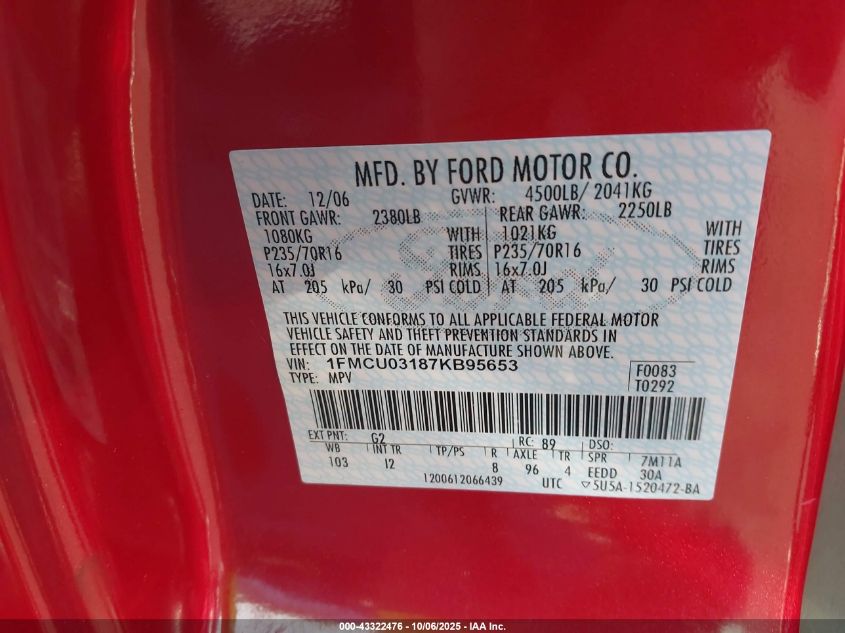 MFD. BY FORD MOTOR CO.
DATE: 12/06 GVWR: 4500LB/ 2041KG
FRONT GAWR: 2380LB REAR GAWR: 2250LB
1080KG WITH 1021KG WITH
P235/70R16 TIRES P235/70R16 TIRES
16x7.0J RIMS 16x7.0J RIMS
AT 205 kPa/ 30 PSI COLD AT 205 kPa/ 30 PSI COLD
THIS VEHICLE CONFORMS TO ALL APPLICABLE FEDERAL MOTOR
VEHICLE SAFETY AND THEFT PREVENTION STANDARDS IN
EFFECT ON THE DATE OF MANUFACTURE SHOWN ABOVE.
VIN: 1FMCU03187KB95653 F0083
TYPE: MPV T0292
EXT PNT: G2 RC: 89 DSO:
WB INT TR TP/PS R AXLE TR SPR 7M11A
103 I2 8 96 4 EEDD 30A
1200612066439 UTC ▽5U5A-1520472-BA
000-43322476 - 10/06/2025 - IAA Inc.